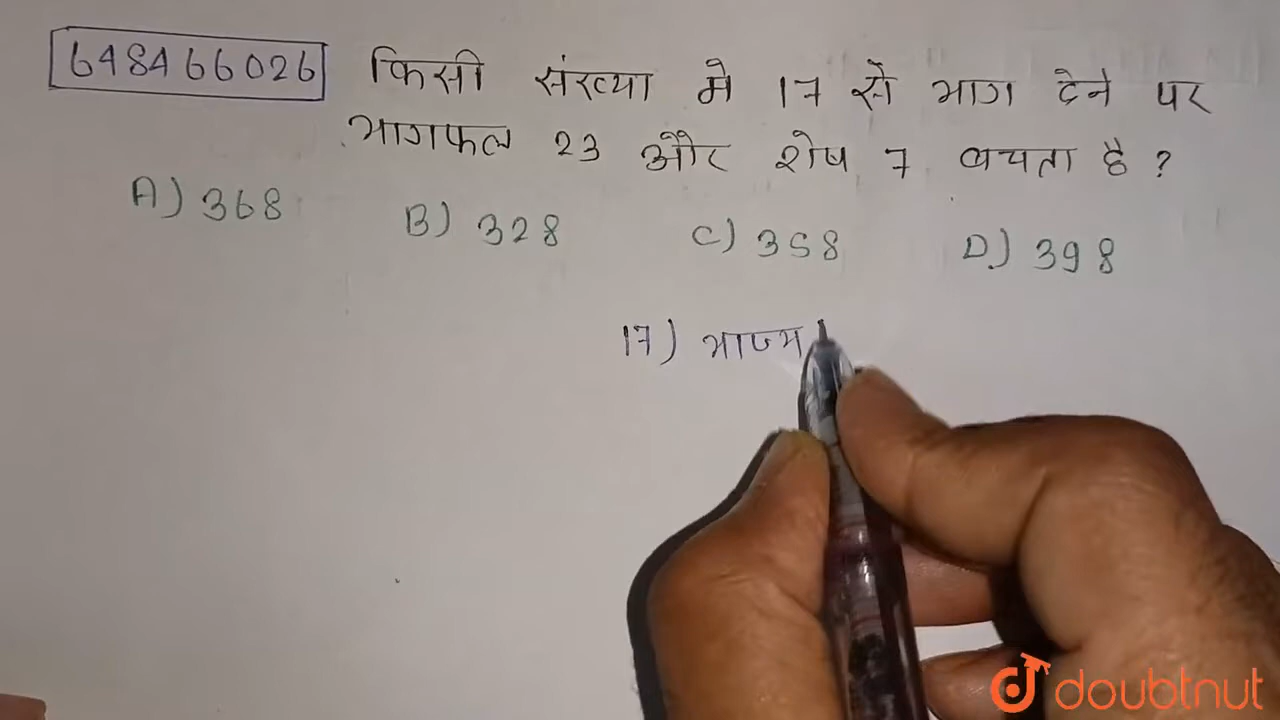 648466026 किसी संख्या मे 17 से भाग देने पर
भागफल 23 और शेष 7 बचता है ?
A) 368 B) 328 C) 358 D) 398
17) भाज्य
doubtnut